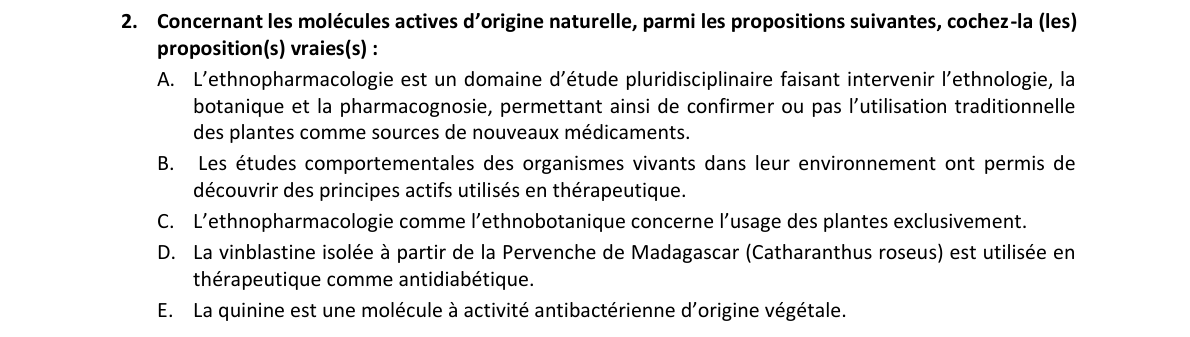 2. Concernant les molécules actives d’origine naturelle, parmi les propositions suivantes, cochez-la (les)
proposition(s) vraies(s) :
A. L’ethnopharmacologie est un domaine d’étude pluridisciplinaire faisant intervenir l’ethnologie, la
botanique et la pharmacognosie, permettant ainsi de confirmer ou pas l’utilisation traditionnelle
des plantes comme sources de nouveaux médicaments.
B. Les études comportementales des organismes vivants dans leur environnement ont permis de
découvrir des principes actifs utilisés en thérapeutique.
C. L’ethnopharmacologie comme l’ethnobotanique concerne l’usage des plantes exclusivement.
D. La vinblastine isolée à partir de la Pervenche de Madagascar (Catharanthus roseus) est utilisée en
thérapeutique comme antidiabétique.
E. La quinine est une molécule à activité antibactérienne d’origine végétale.